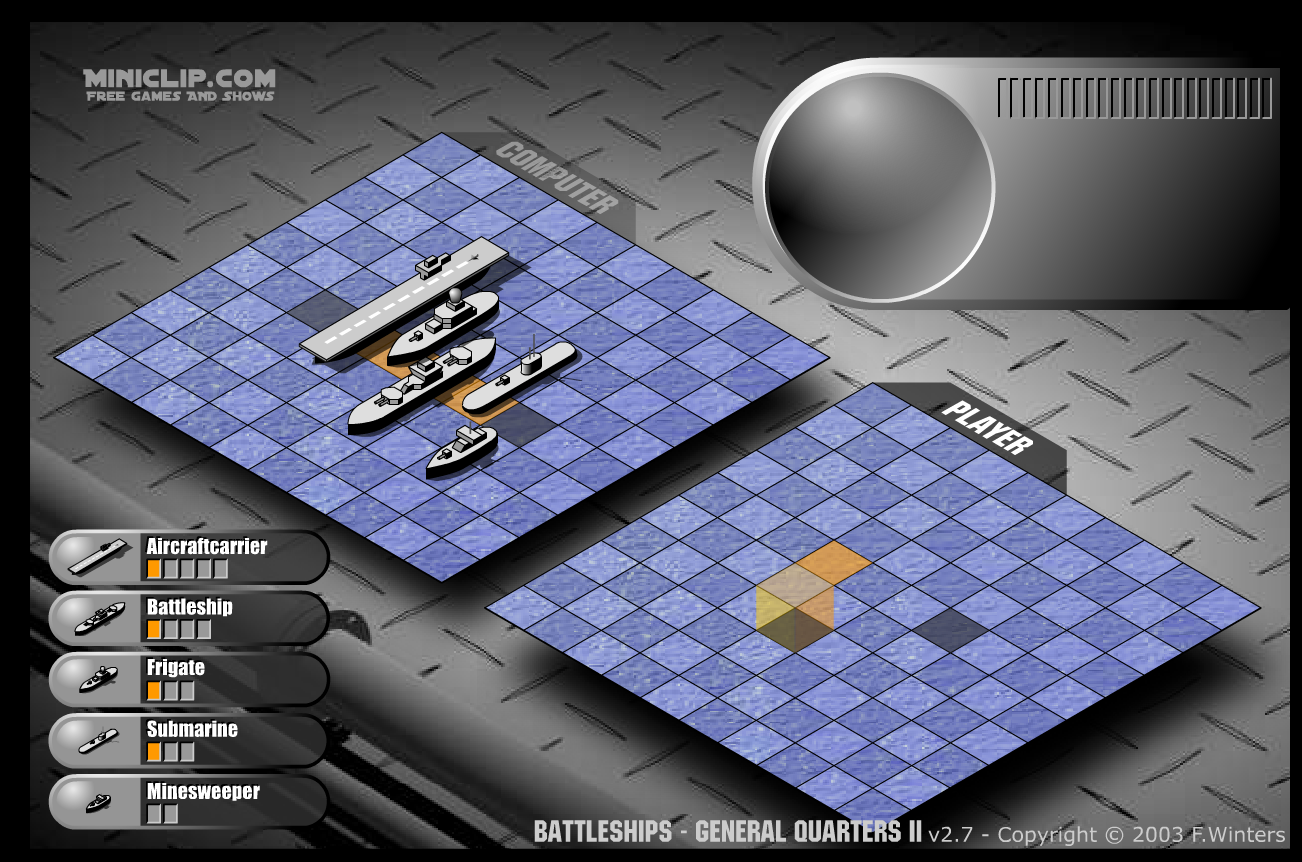 MINICLIP.COM
FREE GAMES AND SHOWS
COMPUTER
PLAYER
Aircraftcarrier
Battleship
Frigate
Submarine
Minesweeper
BATTLESHIPS - GENERAL QUARTERS II v2.7 - Copyright © 2003 F.Winters